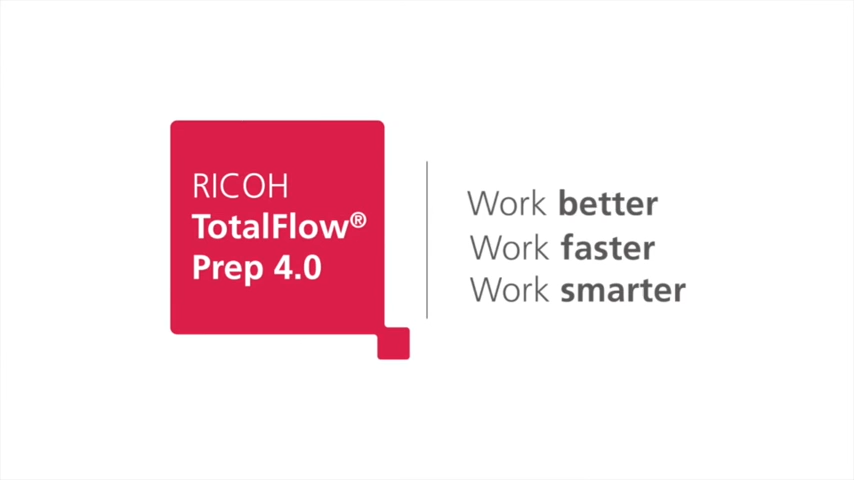 RICOH
TotalFlow®
Prep 4.0
Work better
Work faster
Work smarter